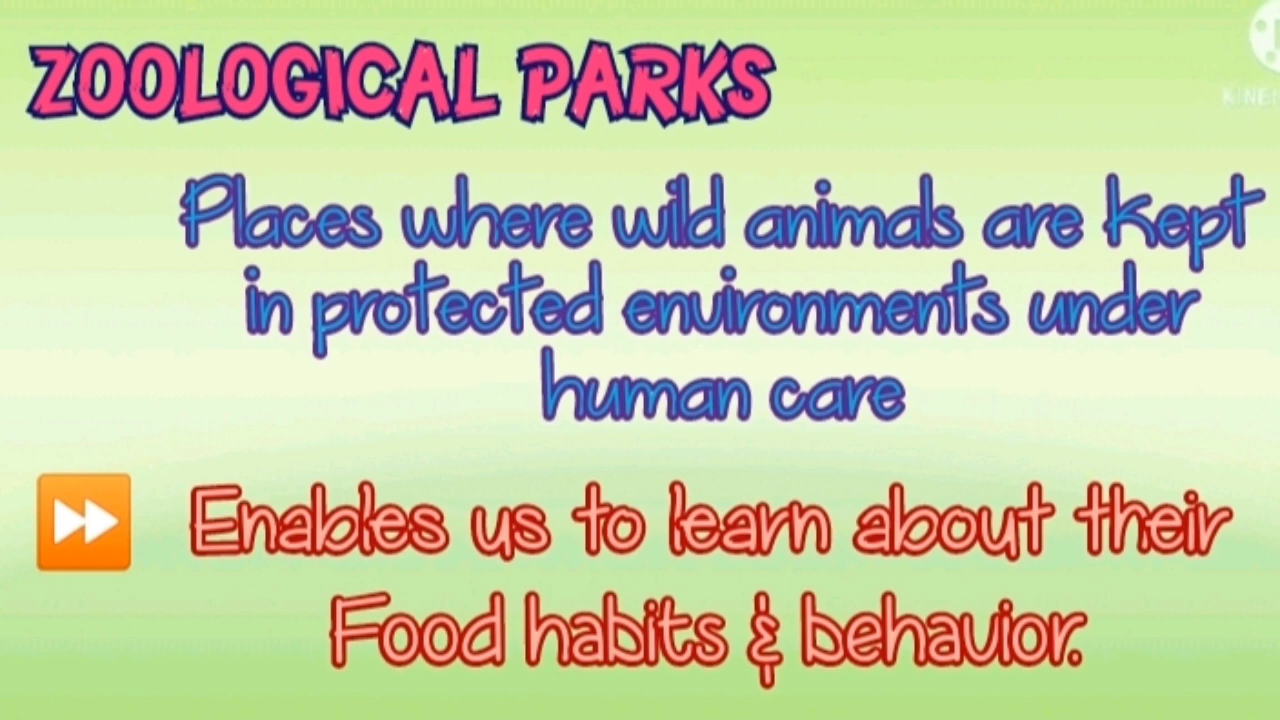 ZOOLOGICAL PARKS
Places where wild animals are kept
in protected environments under
human care
Enables us to learn about their
Food habits & behavior.